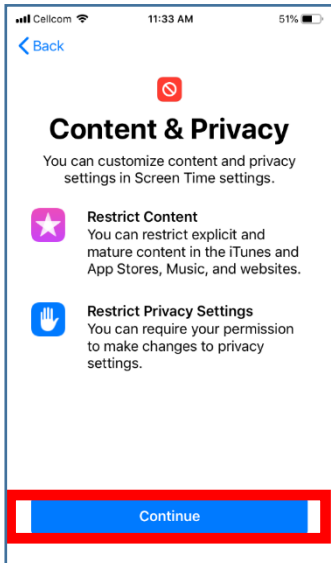 Cellcom 11:33 AM 51%
Back
Content & Privacy
You can customize content and privacy
settings in Screen Time settings.
Restrict Content
You can restrict explicit and
mature content in the iTunes and
App Stores, Music, and websites.
Restrict Privacy Settings
You can require your permission
to make changes to privacy
settings.
Continue